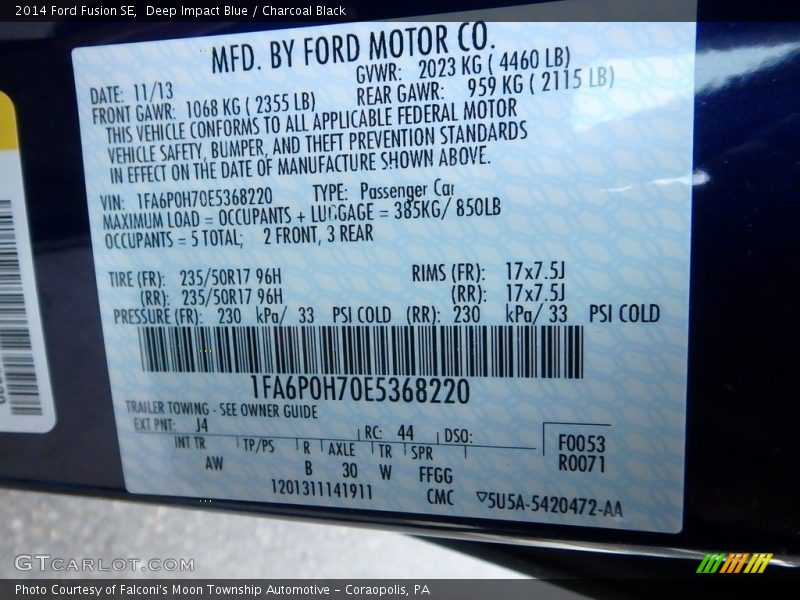 2014 Ford Fusion SE, Deep Impact Blue / Charcoal Black
MFD. BY FORD MOTOR CO.
DATE: 11/13 GVWR: 2023 KG ( 4460 LB)
FRONT GAWR: 1068 KG ( 2355 LB) REAR GAWR: 959 KG ( 2115 LB)
THIS VEHICLE CONFORMS TO ALL APPLICABLE FEDERAL MOTOR
VEHICLE SAFETY, BUMPER, AND THEFT PREVENTION STANDARDS
IN EFFECT ON THE DATE OF MANUFACTURE SHOWN ABOVE.
VIN: 1FA6P0H70E5368220 TYPE: Passenger Car
MAXIMUM LOAD = OCCUPANTS + LUGGAGE = 385KG/ 850LB
OCCUPANTS = 5 TOTAL; 2 FRONT, 3 REAR
TIRE (FR): 235/50R17 96H RIMS (FR): 17x7.5J
(RR): 235/50R17 96H (RR): 17x7.5J
PRESSURE (FR): 230 kPa/ 33 PSI COLD (RR): 230 kPa/ 33 PSI COLD
1FA6P0H70E5368220
TRAILER TOWING - SEE OWNER GUIDE
EXT PNT: J4 RC: 44 DSO: F0053
INT TR TP/PS R AXLE TR SPR R0071
AW B 30 W FFGG
1201311141911 CMC ▽5U5A-5420472-AA
GTCARLOT.COM
Photo Courtesy of Falconi's Moon Township Automotive - Coraopolis, PA